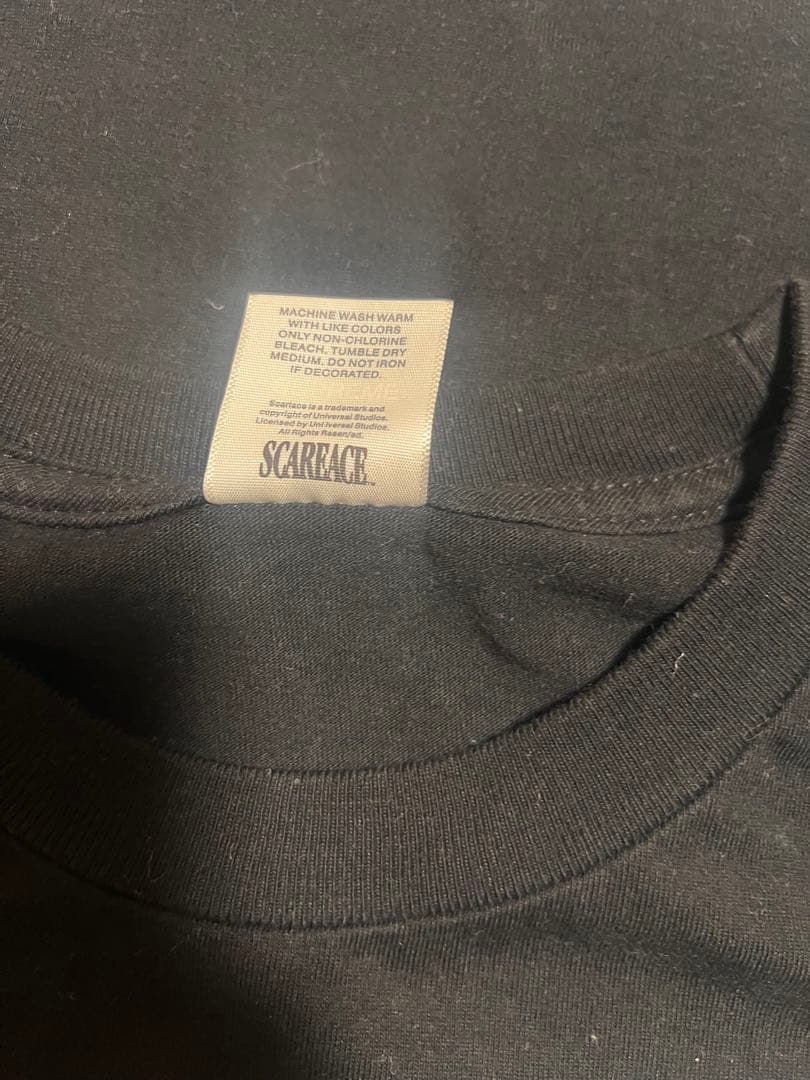 MACHINE WASH WARM
WITH LIKE COLORS
ONLY NON-CHLORINE
BLEACH. TUMBLE DRY
MEDIUM. DO NOT IRON
IF DECORATED.
Scarface is a trademark and
copyright of Universal Studios.
Licensed by Universal Studios.
All Rights Reserved.
SCARFACE™